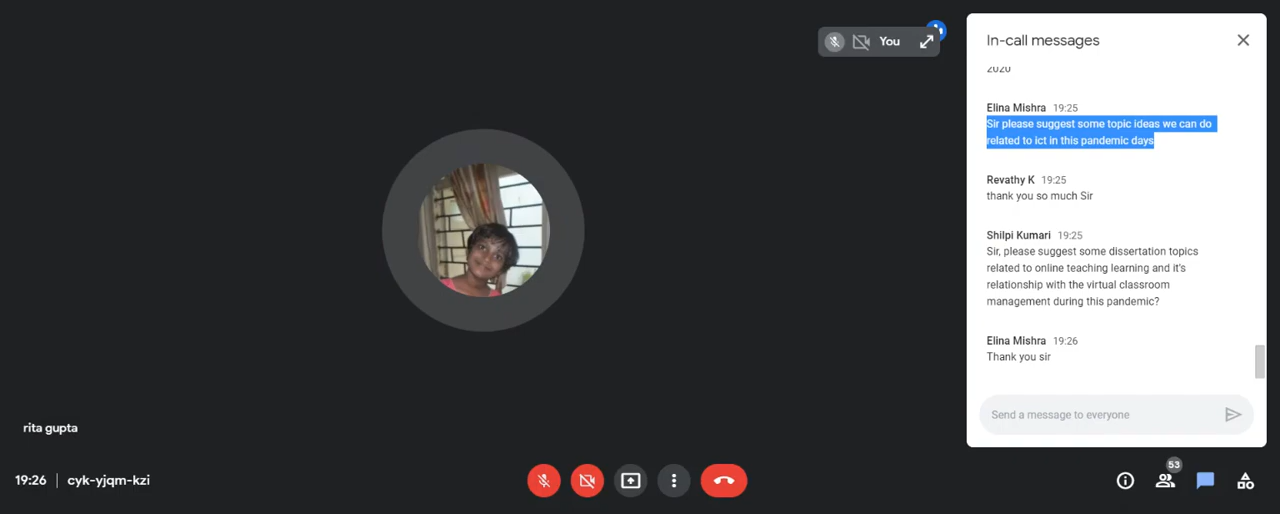 You
In-call messages
2020
Elina Mishra 19:25
Sir please suggest some topic ideas we can do
related to ict in this pandemic days
Revathy K 19:25
thank you so much Sir
Shilpi Kumari 19:25
Sir, please suggest some dissertation topics
related to online teaching learning and it's
relationship with the virtual classroom
management during this pandemic?
Elina Mishra 19:26
Thank you sir
Send a message to everyone
rita gupta
19:26 | cyk-yjqm-kzi
53